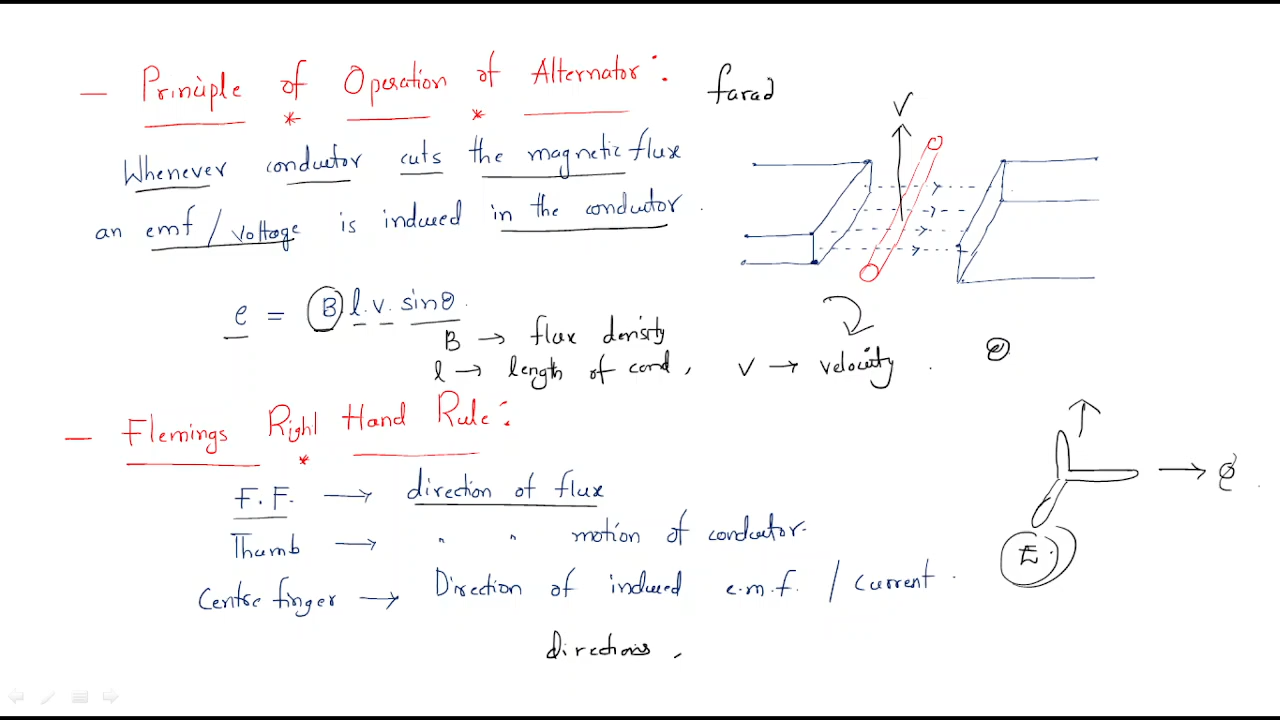 – Principle of Operation of Alternator :
farad
Whenever conductor cuts the magnetic flux
an emf / voltage is induced in the conductor .
V
e = B l . v . sinθ .
B → flux density
l → length of cond , V → velocity .
– Flemings Right Hand Rule :
F . F . → direction of flux
Thumb → " " motion of conductor .
Centre finger → Direction of induced e.m.f. / current .
E
directions ,